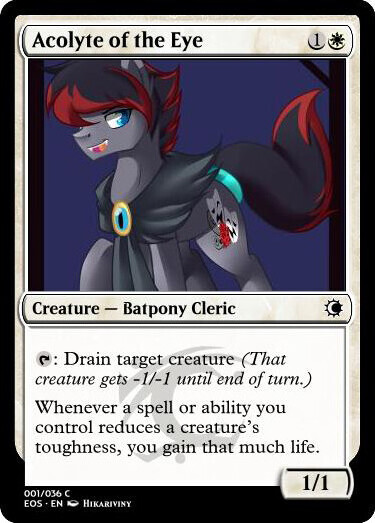 Acolyte of the Eye 1
Creature — Batpony Cleric
: Drain target creature (That
creature gets -1/-1 until end of turn.)
Whenever a spell or ability you
control reduces a creature's
toughness, you gain that much life.
1/1
001/036 C
EOS · EN Hikariviny